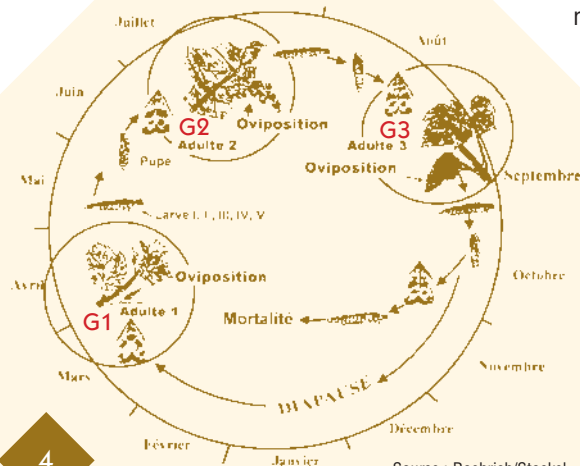 Juillet
Août
Juin
G2
Oviposition
G3
Adulte 2
Adulte 3
Pupe
Oviposition
Mai
Septembre
Larve I, II, III, IV, V
Oviposition
Octobre
Avril
Adulte 1
G1
Mortalité
Mars
Novembre
DIAPAUSE
Décembre
Février
4
Janvier